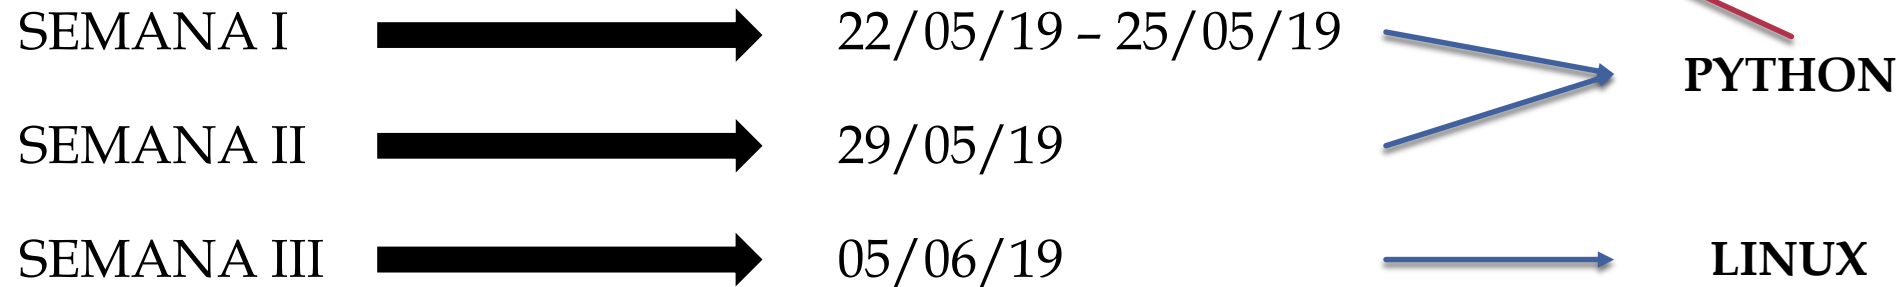 SEMANA I 22/05/19 – 25/05/19
PYTHON
SEMANA II 29/05/19
SEMANA III 05/06/19 LINUX